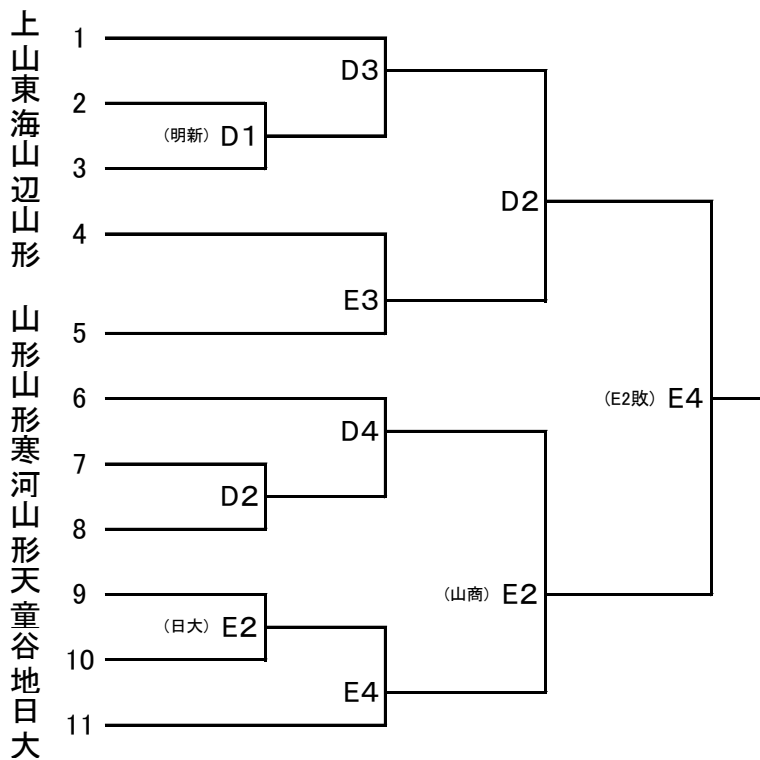 上山東海山辺山形
山形山形寒河山形天童谷地日大
1
D3
2
(明新) D1
3
D2
4
E3
5
(E2敗) E4
6
D4
7
D2
8
9
(山商) E2
(日大) E2
10
E4
11